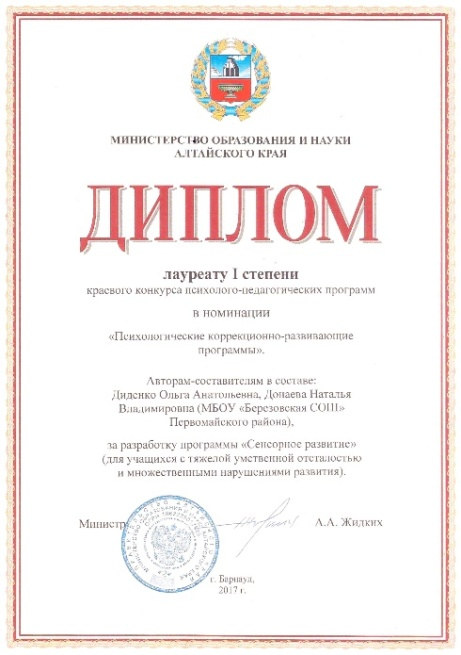 МИНИСТЕРСТВО ОБРАЗОВАНИЯ И НАУКИ
АЛТАЙСКОГО КРАЯ
ДИПЛОМ
лауреату I степени
краевого конкурса психолого-педагогических программ
в номинации
«Психологические коррекционно-развивающие
программы».
Авторам-составителям в составе:
Диденко Ольга Анатольевна, Донаева Наталья
Владимировна (МБОУ «Березовская СОШ»
Первомайского района),
за разработку программы «Сенсорное развитие»
(для учащихся с тяжелой умственной отсталостью
и множественными нарушениями развития).
Министр А.А. Жидких
г. Барнаул,
2017 г.